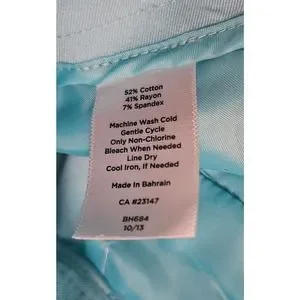 52% Cotton
41% Rayon
7% Spandex
Machine Wash Cold
Gentle Cycle
Only Non-Chlorine
Bleach When Needed
Line Dry
Cool Iron, If Needed
Made In Bahrain
CA #23147
BH684
10/13